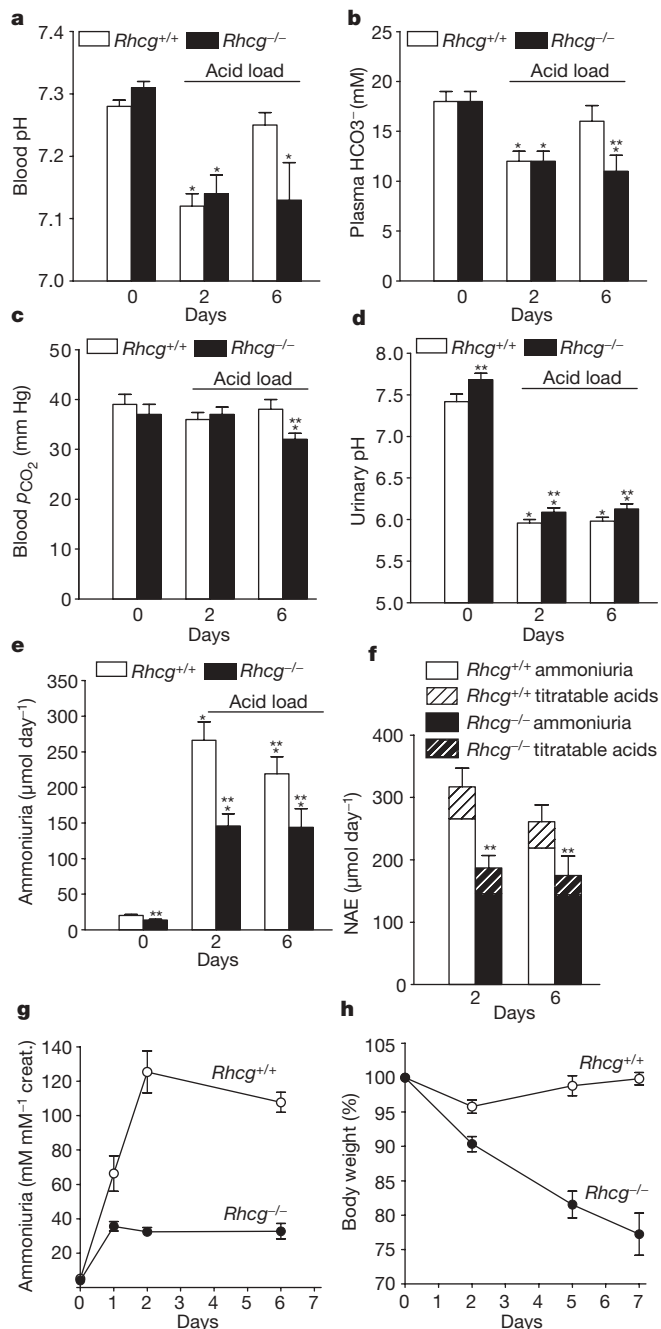 a
Rhcg+/+ Rhcg−/−
Acid load
7.3
7.2
7.1
7.0
Blood pH
0 2 6
Days
* * *
b
Rhcg+/+ Rhcg−/−
Acid load
25
20
15
10
5
0
Plasma HCO3− (mM)
0 2 6
Days
* * ** *
c
Rhcg+/+ Rhcg−/−
Acid load
50
40
30
20
10
0
Blood pCO2 (mm Hg)
0 2 6
Days
** *
d
Rhcg+/+ Rhcg−/−
Acid load
8.0
7.5
7.0
6.5
6.0
5.5
5.0
Urinary pH
0 2 6
Days
** * ** * * ** *
e
Rhcg+/+ Rhcg−/−
Acid load
350
300
250
200
150
100
50
0
Ammoniuria (µmol day−1)
0 2 6
Days
** * ** * ** * ** *
f
Rhcg+/+ ammoniuria
Rhcg+/+ titratable acids
Rhcg−/− ammoniuria
Rhcg−/− titratable acids
400
300
200
100
0
NAE (µmol day−1)
2 6
Days
** **
g
140
120
100
80
60
40
20
Ammoniuria (mM mM−1 creat.)
Rhcg+/+
Rhcg−/−
0 1 2 3 4 5 6 7
Days
h
105
100
95
90
85
80
75
70
Body weight (%)
Rhcg+/+
Rhcg−/−
0 1 2 3 4 5 6 7
Days